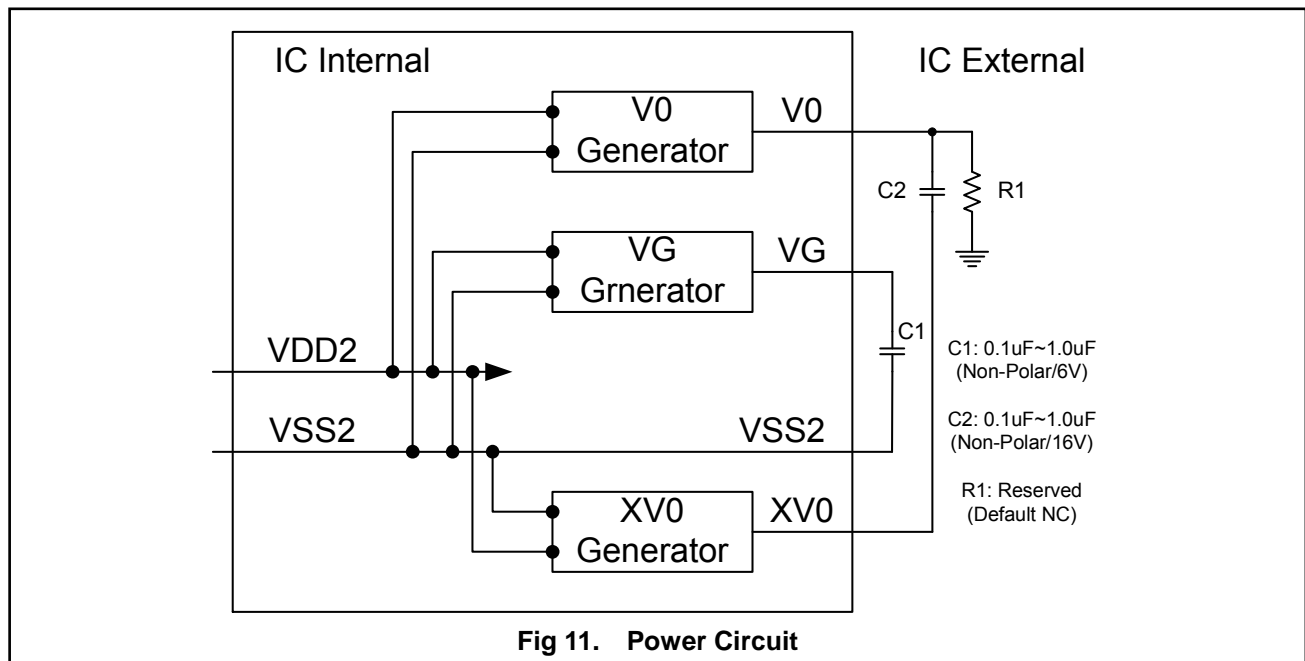 IC Internal
IC External
V0
Generator
V0
C2
R1
VG
Grnerator
VG
C1
VDD2
C1: 0.1uF~1.0uF
(Non-Polar/6V)
VSS2
VSS2
C2: 0.1uF~1.0uF
(Non-Polar/16V)
XV0
Generator
XV0
R1: Reserved
(Default NC)
Fig 11. Power Circuit